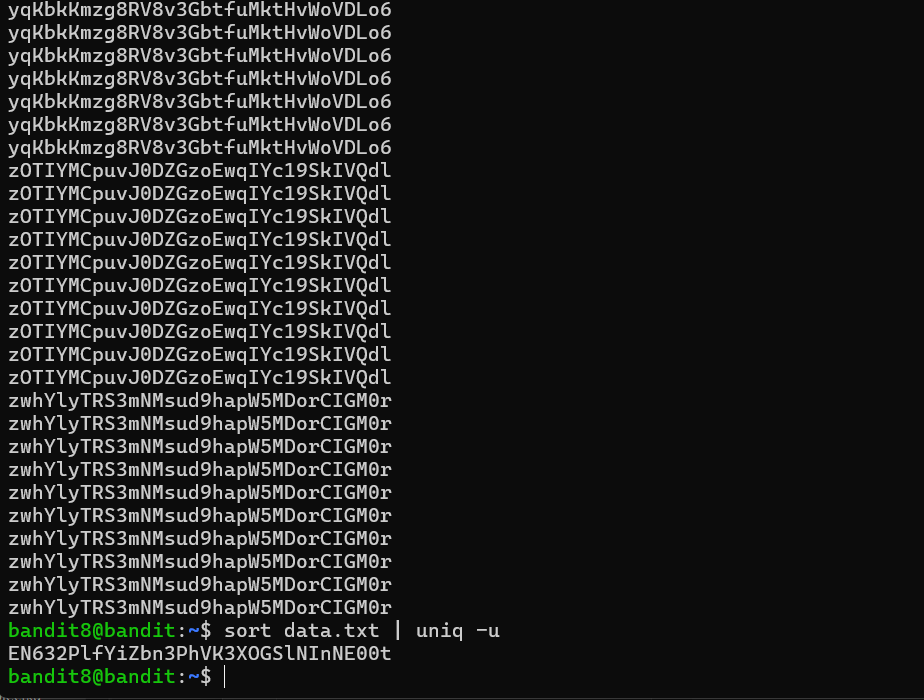 yqKbkKmzg8RV8v3GbtfuMktHvWoVDLo6
yqKbkKmzg8RV8v3GbtfuMktHvWoVDLo6
yqKbkKmzg8RV8v3GbtfuMktHvWoVDLo6
yqKbkKmzg8RV8v3GbtfuMktHvWoVDLo6
yqKbkKmzg8RV8v3GbtfuMktHvWoVDLo6
yqKbkKmzg8RV8v3GbtfuMktHvWoVDLo6
yqKbkKmzg8RV8v3GbtfuMktHvWoVDLo6
zOTIYMCpuvJ0DZGzoEwqIYc19SkIVQdl
zOTIYMCpuvJ0DZGzoEwqIYc19SkIVQdl
zOTIYMCpuvJ0DZGzoEwqIYc19SkIVQdl
zOTIYMCpuvJ0DZGzoEwqIYc19SkIVQdl
zOTIYMCpuvJ0DZGzoEwqIYc19SkIVQdl
zOTIYMCpuvJ0DZGzoEwqIYc19SkIVQdl
zOTIYMCpuvJ0DZGzoEwqIYc19SkIVQdl
zOTIYMCpuvJ0DZGzoEwqIYc19SkIVQdl
zOTIYMCpuvJ0DZGzoEwqIYc19SkIVQdl
zOTIYMCpuvJ0DZGzoEwqIYc19SkIVQdl
zwhYlyTRS3mNMsud9hapW5MDorCIGM0r
zwhYlyTRS3mNMsud9hapW5MDorCIGM0r
zwhYlyTRS3mNMsud9hapW5MDorCIGM0r
zwhYlyTRS3mNMsud9hapW5MDorCIGM0r
zwhYlyTRS3mNMsud9hapW5MDorCIGM0r
zwhYlyTRS3mNMsud9hapW5MDorCIGM0r
zwhYlyTRS3mNMsud9hapW5MDorCIGM0r
zwhYlyTRS3mNMsud9hapW5MDorCIGM0r
zwhYlyTRS3mNMsud9hapW5MDorCIGM0r
zwhYlyTRS3mNMsud9hapW5MDorCIGM0r
bandit8@bandit:~$ sort data.txt | uniq -u
EN632PlfYiZbn3PhVK3XOGSlNInNE00t
bandit8@bandit:~$